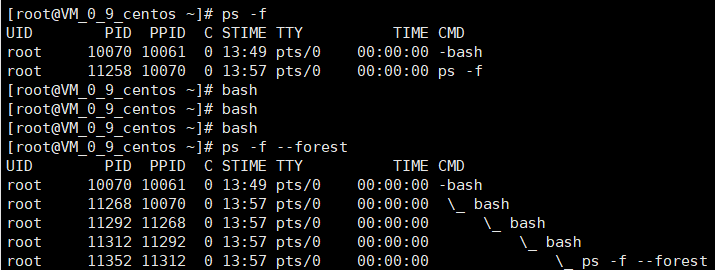 [root@VM_0_9_centos ~]# ps -f
UID        PID  PPID  C STIME TTY          TIME CMD
root     10070 10061  0 13:49 pts/0    00:00:00 -bash
root     11258 10070  0 13:57 pts/0    00:00:00 ps -f
[root@VM_0_9_centos ~]# bash
[root@VM_0_9_centos ~]# bash
[root@VM_0_9_centos ~]# bash
[root@VM_0_9_centos ~]# ps -f --forest
UID        PID  PPID  C STIME TTY          TIME CMD
root     10070 10061  0 13:49 pts/0    00:00:00 -bash
root     11268 10070  0 13:57 pts/0    00:00:00  \_ bash
root     11292 11268  0 13:57 pts/0    00:00:00      \_ bash
root     11312 11292  0 13:57 pts/0    00:00:00          \_ bash
root     11352 11312  0 13:57 pts/0    00:00:00              \_ ps -f --forest